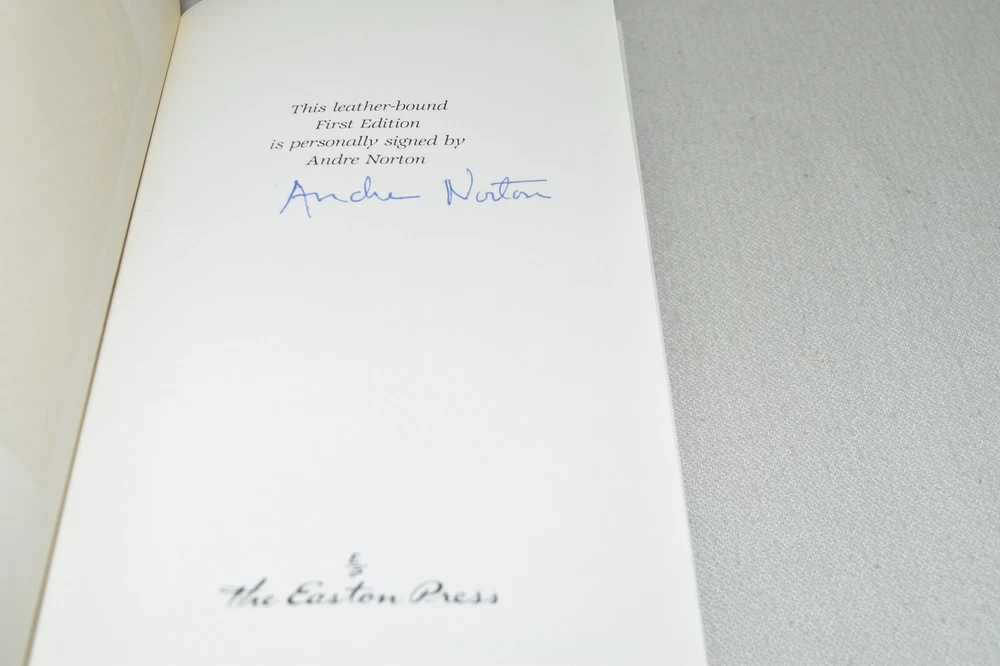 This leather-bound
First Edition
is personally signed by
Andre Norton
Andre Norton
E
P
The Easton Press